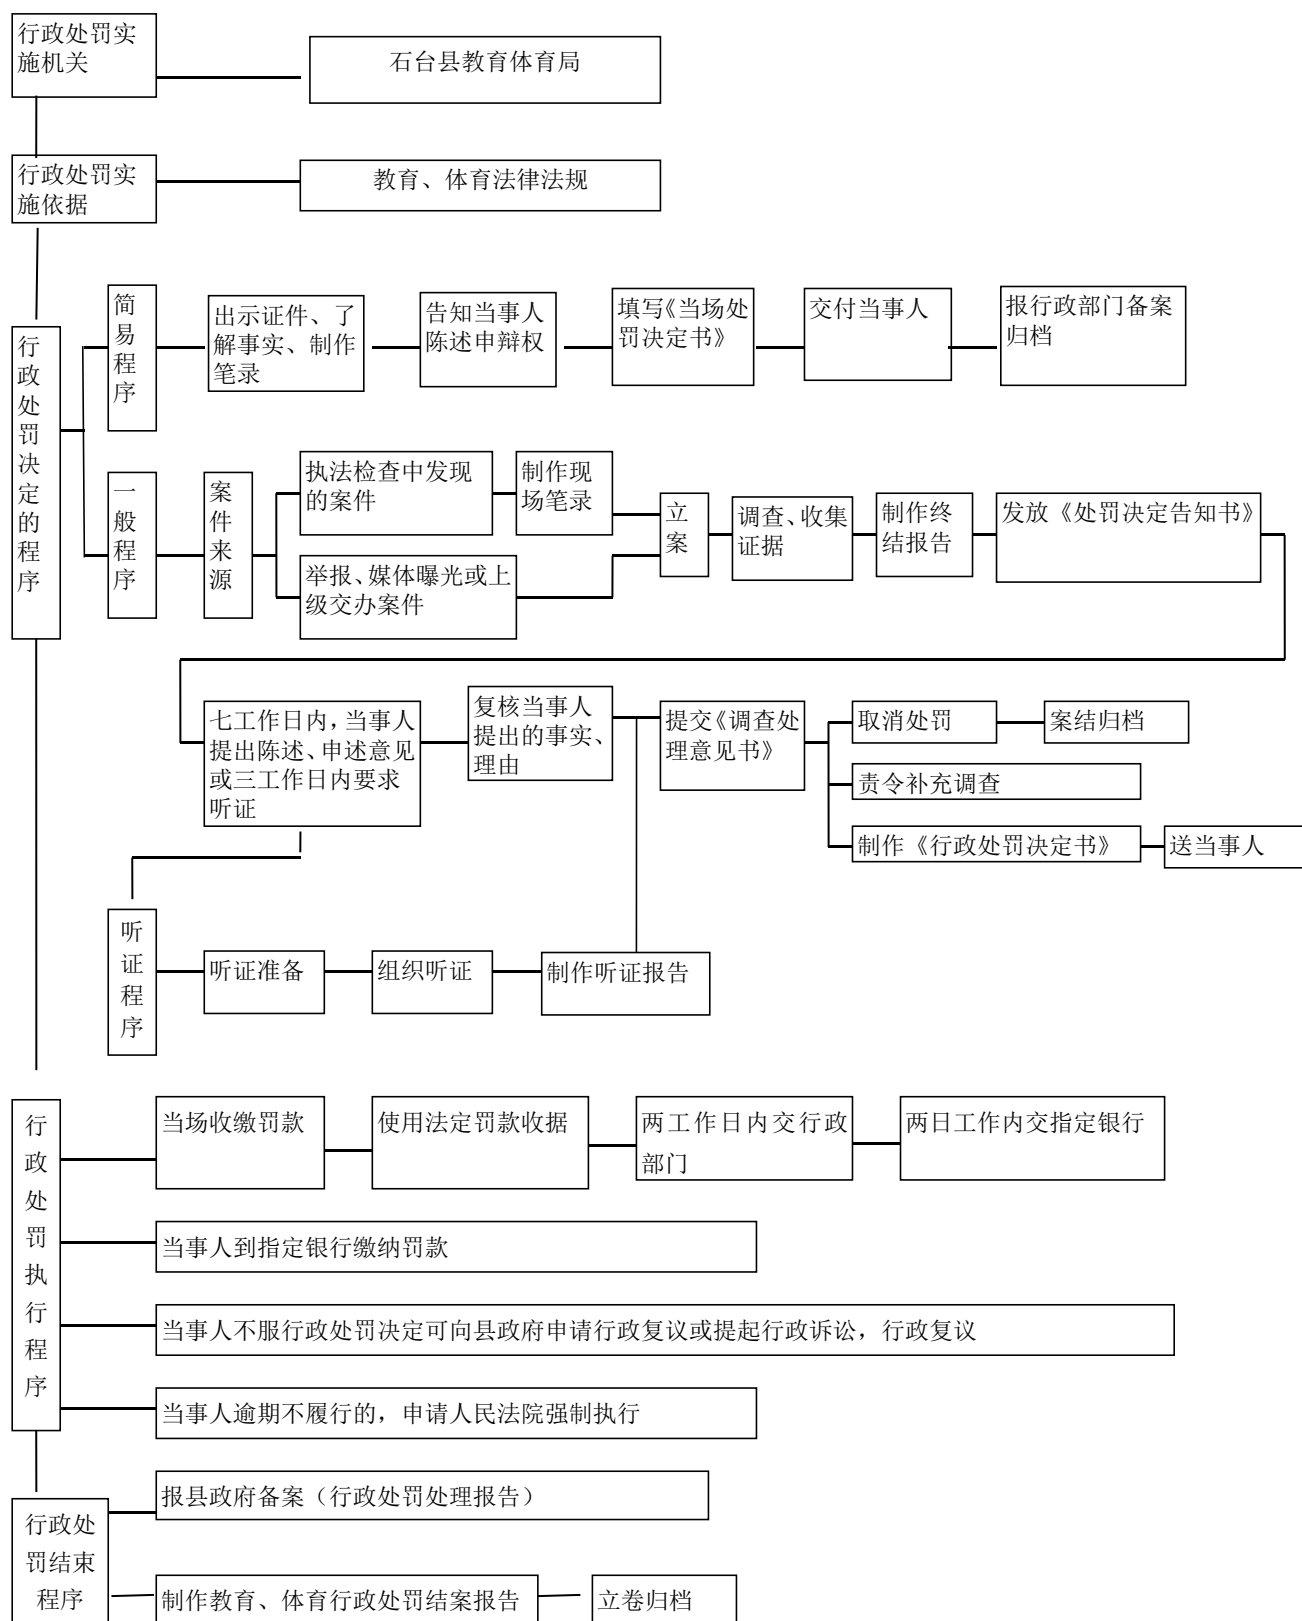 行政处罚实
施机关
石台县教育体育局
行政处罚实
施依据
教育、体育法律法规
行政处罚决定的程序
简易程序
出示证件、了
解事实、制作
笔录
告知当事人
陈述申辩权
填写《当场处
罚决定书》
交付当事人
报行政部门备案
归档
一般程序
案件来源
执法检查中发现
的案件
制作现
场笔录
举报、媒体曝光或上
级交办案件
立案
调查、收集
证据
制作终
结报告
发放《处罚决定告知书》
七工作日内，当事人
提出陈述、申述意见
或三工作日内要求
听证
复核当事人
提出的事实、
理由
提交《调查处
理意见书》
取消处罚
案结归档
责令补充调查
制作《行政处罚决定书》
送当事人
听证程序
听证准备
组织听证
制作听证报告
行政处罚执行程序
当场收缴罚款
使用法定罚款收据
两工作日内交行政
部门
两日工作内交指定银行
当事人到指定银行缴纳罚款
当事人不服行政处罚决定可向县政府申请行政复议或提起行政诉讼，行政复议
当事人逾期不履行的，申请人民法院强制执行
行政处
罚结束
程序
报县政府备案（行政处罚处理报告）
制作教育、体育行政处罚结案报告
立卷归档